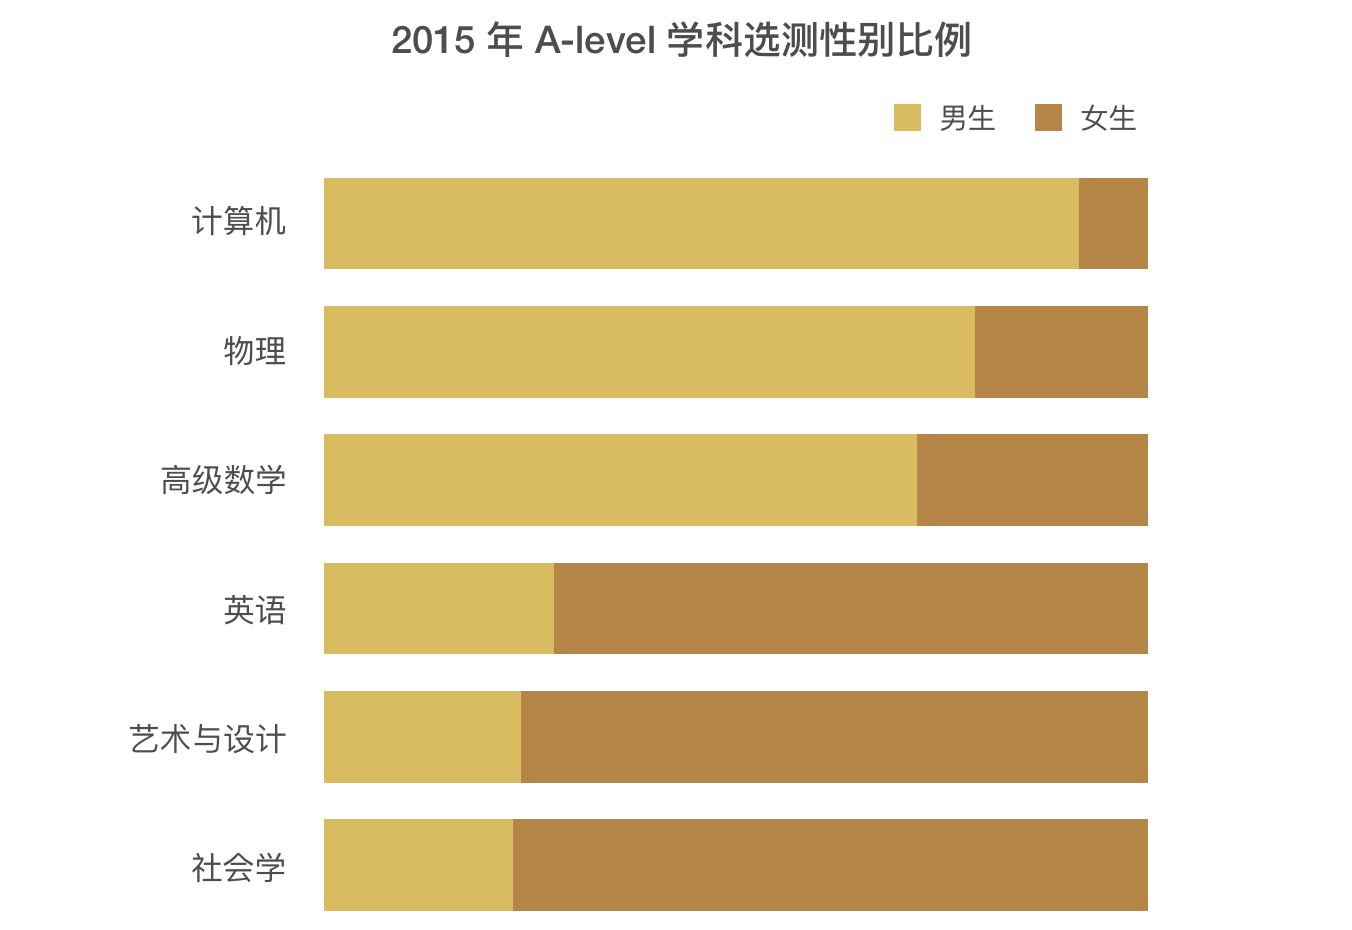 2015 年 A-level 学科选测性别比例
男生 女生
计算机
物理
高级数学
英语
艺术与设计
社会学